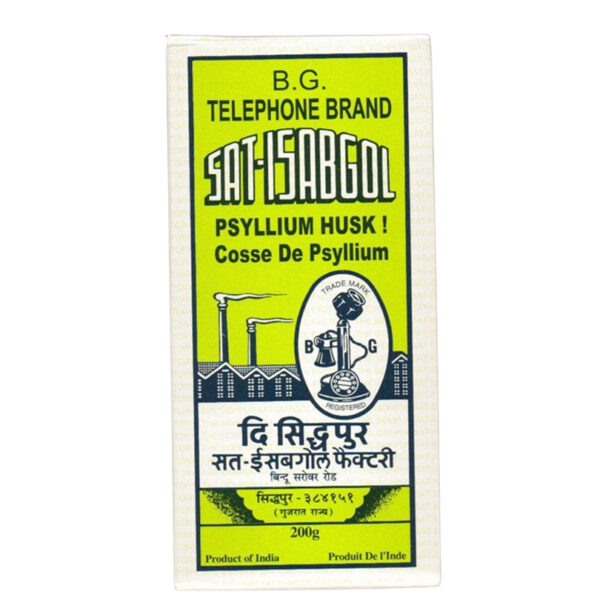 B.G.
TELEPHONE BRAND
SAT-ISABGOL
PSYLLIUM HUSK !
Cosse De Psyllium
TRADE MARK
B G
REGISTERED
दि सिद्धपुर
सत-ईसबगोल फैक्टरी
बिन्दू सरोवर रोड
सिद्धपुर - ३८४१५१
(गुजरात राज्य)
200g
Product of India Produit De l'Inde